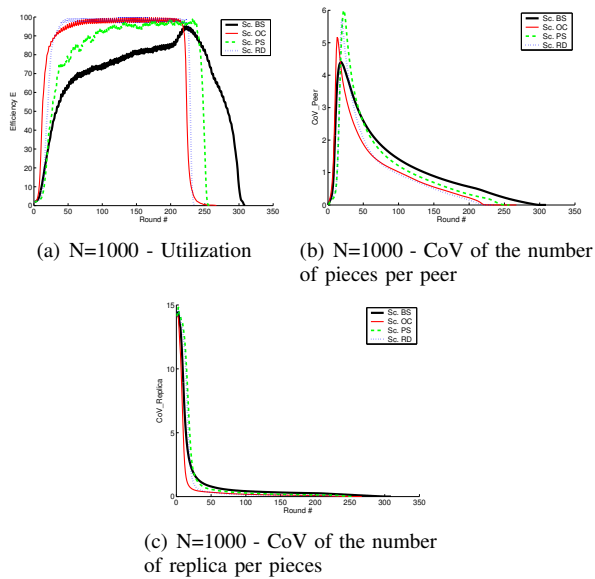 100
90
80
70
60
50
40
30
20
10
0
Efficiency E
0 50 100 150 200 250 300 350
Round #
Sc. BS
Sc. OC
Sc. PS
Sc. RD
(a) N=1000 - Utilization
6
5
4
3
2
1
0
CoV_Peer
0 50 100 150 200 250 300 350
Round #
Sc. BS
Sc. OC
Sc. PS
Sc. RD
(b) N=1000 - CoV of the number
of pieces per peer
15
10
5
0
CoV_Replica
0 50 100 150 200 250 300 350
Round #
Sc. BS
Sc. OC
Sc. PS
Sc. RD
(c) N=1000 - CoV of the number
of replica per pieces